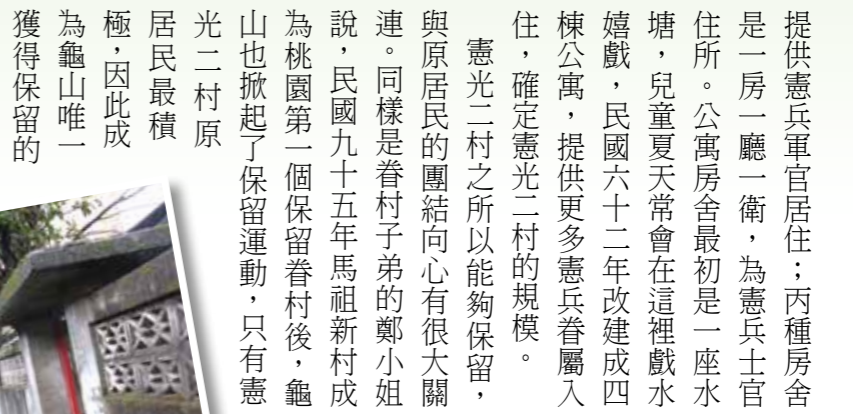 提供憲兵軍官居住；丙種房舍
是一房一廳一衛，為憲兵士官
住所。公寓房舍最初是一座水
塘，兒童夏天常會在這裡戲水
嬉戲，民國六十二年改建成四
棟公寓，提供更多憲兵眷屬入
住，確定憲光二村的規模。
憲光二村之所以能夠保留，
與原居民的團結向心有很大關
連。同樣是眷村子弟的鄭小姐
說，民國九十五年馬祖新村成
為桃園第一個保留眷村後，龜
山也掀起了保留運動，只有憲
光二村原
居民最積
極，因此成
為龜山唯一
獲得保留的